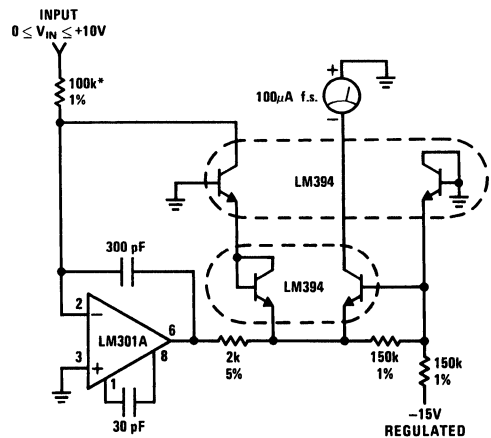 INPUT
0 ≤ VIN ≤ +10V
100k*
1%
+
100μA f.s.
−
LM394
300 pF
LM394
2
−
LM301A
6
3
+
1
8
30 pF
2k
5%
150k
1%
150k
1%
−15V
REGULATED